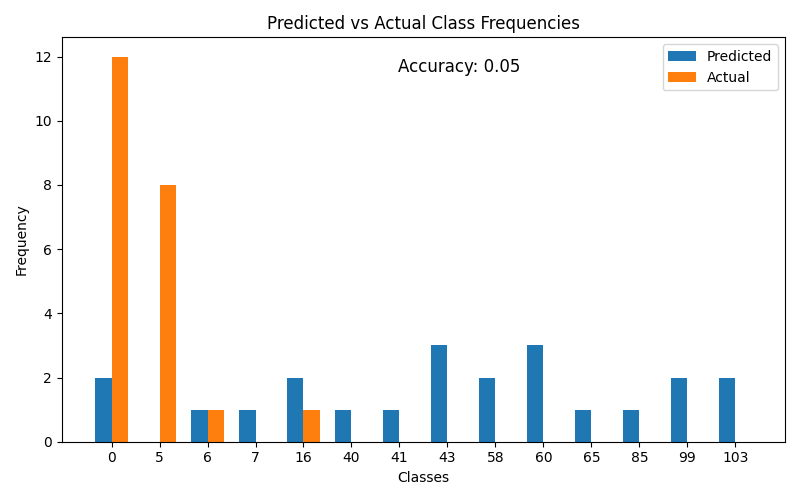 Predicted vs Actual Class Frequencies
Accuracy: 0.05
Predicted
Actual
Frequency
12
10
8
6
4
2
0
0 5 6 7 16 40 41 43 58 60 65 85 99 103
Classes